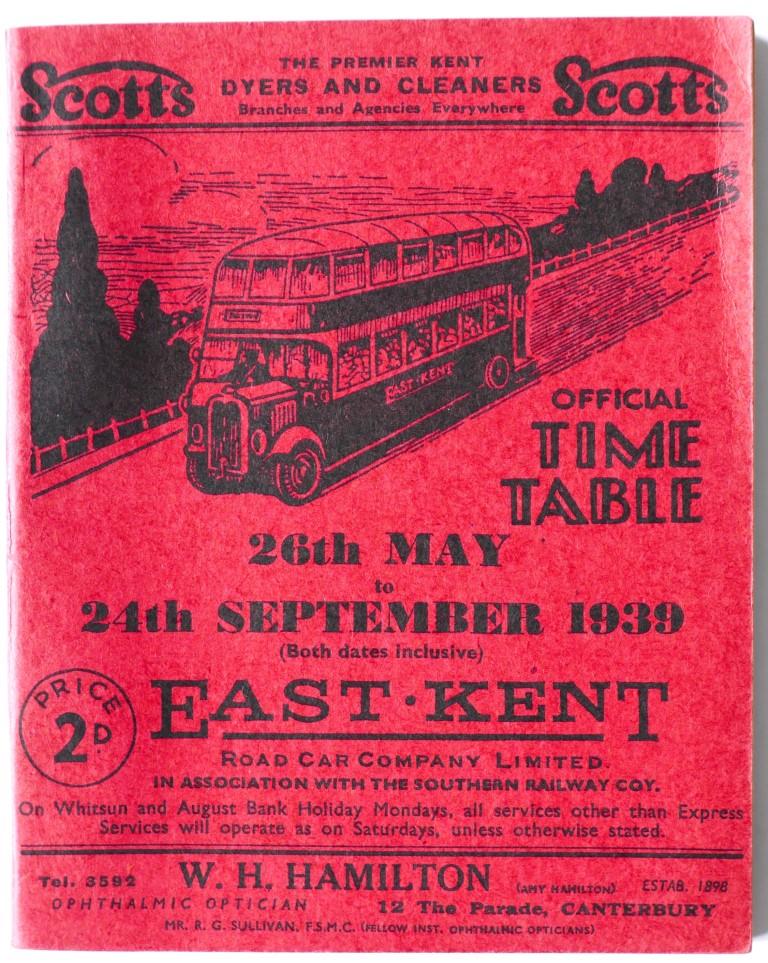 Scotts
THE PREMIER KENT
DYERS AND CLEANERS
Branches and Agencies Everywhere
Scotts
EAST·KENT
OFFICIAL
TIME
TABLE
26th MAY
to
24th SEPTEMBER 1939
(Both dates inclusive)
PRICE
2D
EAST·KENT
ROAD CAR COMPANY LIMITED.
IN ASSOCIATION WITH THE SOUTHERN RAILWAY COY.
On Whitsun and August Bank Holiday Mondays, all services other than Express
Services will operate as on Saturdays, unless otherwise stated.
Tel. 3592
W. H. HAMILTON
(AMY HAMILTON)
ESTAB. 1898
OPHTHALMIC OPTICIAN
12 The Parade, CANTERBURY
MR. R. G. SULLIVAN, F.S.M.C. (FELLOW INST. OPHTHALMIC OPTICIANS)